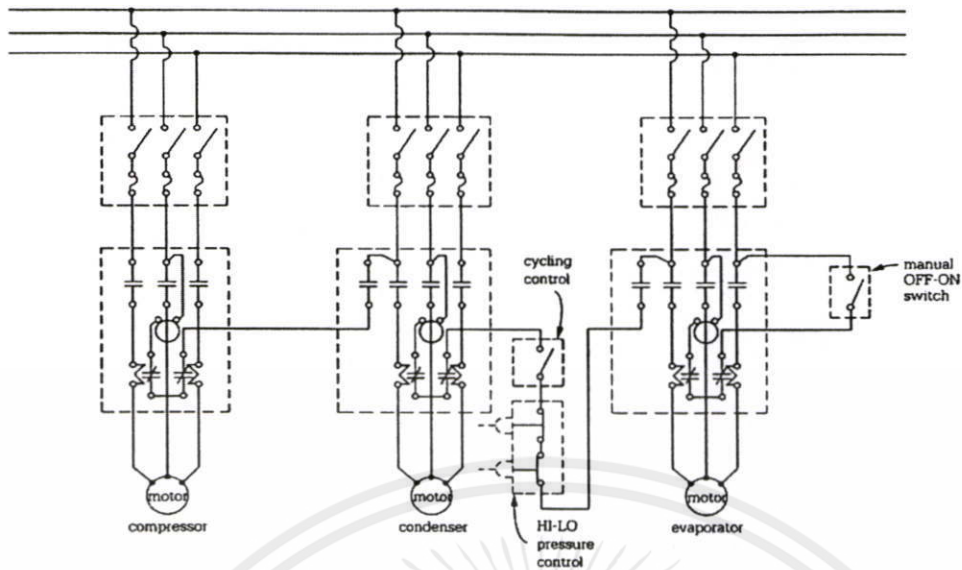 cycling
control
manual
OFF-ON
switch
motor
compressor
motor
condenser
HI-LO
pressure
control
motor
evaporator